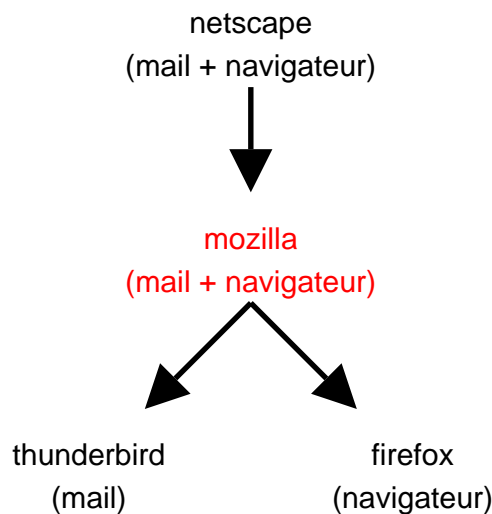 netscape
(mail + navigateur)
mozilla
(mail + navigateur)
thunderbird
(mail)
firefox
(navigateur)